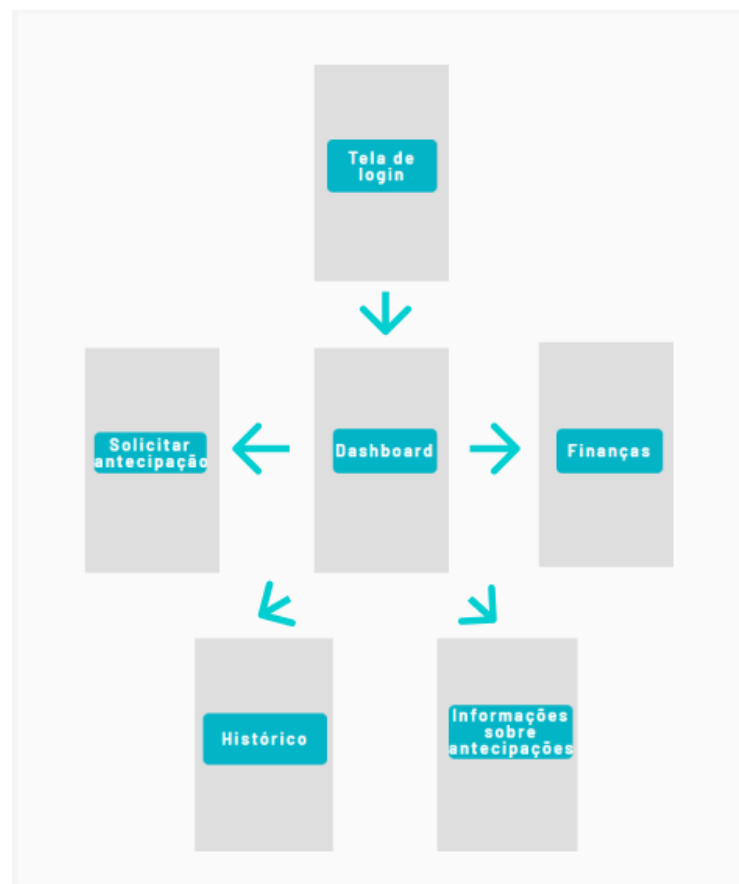 Tela de
login
Solicitar
antecipação
Dashboard
Finanças
Histórico
Informações
sobre
antecipações